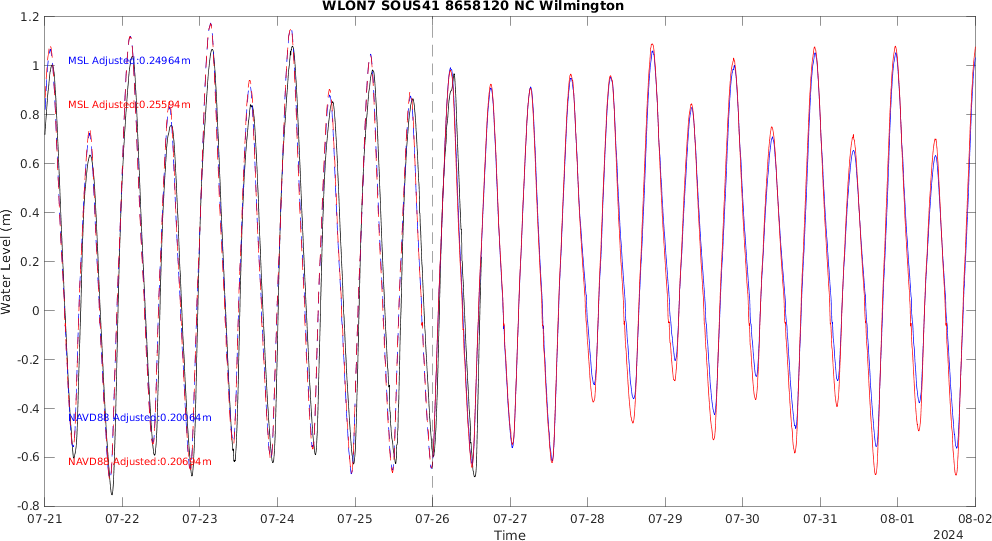 WLON7 SOUS41 8658120 NC Wilmington
1.2
1
0.8
0.6
0.4
0.2
0
-0.2
-0.4
-0.6
-0.8
Water Level (m)
MSL Adjusted:0.24964m
MSL Adjusted:0.25594m
NAVD88 Adjusted:0.20064m
NAVD88 Adjusted:0.20694m
07-21 07-22 07-23 07-24 07-25 07-26 07-27 07-28 07-29 07-30 07-31 08-01 08-02
Time
2024